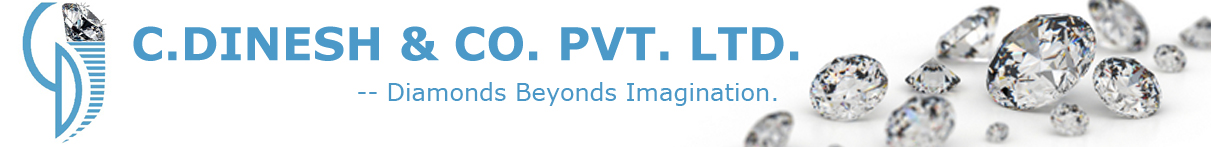 C.DINESH & CO. PVT. LTD.
-- Diamonds Beyonds Imagination.